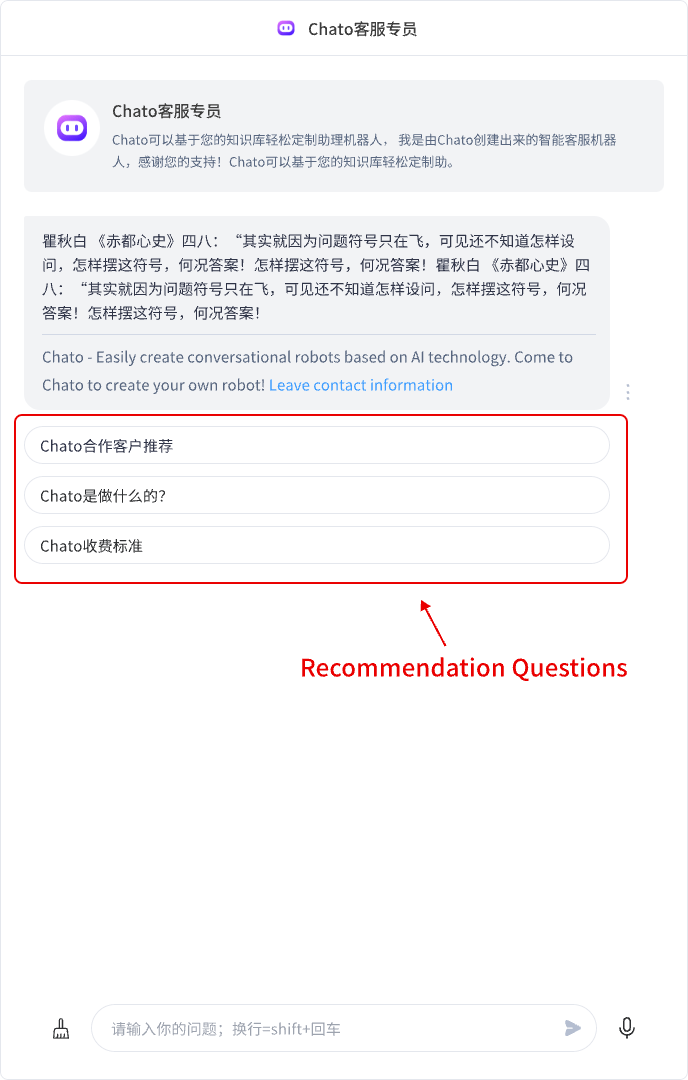 Chato客服专员
Chato客服专员
Chato可以基于您的知识库轻松定制助理机器人， 我是由Chato创建出来的智能客服机器
人，感谢您的支持！Chato可以基于您的知识库轻松定制助。
瞿秋白 《赤都心史》四八：“其实就因为问题符号只在飞，可见还不知道怎样设
问，怎样摆这符号，何况答案！怎样摆这符号，何况答案！瞿秋白 《赤都心史》四
八：“其实就因为问题符号只在飞，可见还不知道怎样设问，怎样摆这符号，何况
答案！怎样摆这符号，何况答案！
Chato - Easily create conversational robots based on AI technology. Come to
Chato to create your own robot! Leave contact information
Chato合作客户推荐
Chato是做什么的？
Chato收费标准
Recommendation Questions
请输入你的问题；换行=shift+回车